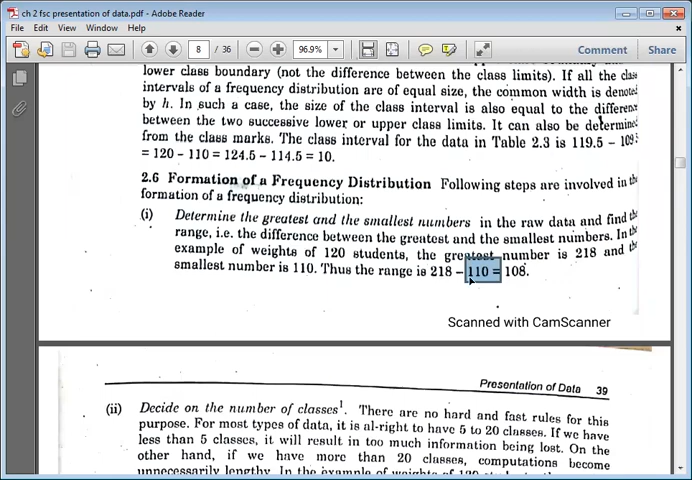 ch 2 fsc presentation of data.pdf - Adobe Reader
File Edit View Window Help
8 / 36 96.9% Comment Share
lower class boundary (not the difference between the class limits). If all the class
intervals of a frequency distribution are of equal size, the common width is denoted
by h. In such a case, the size of the class interval is also equal to the difference
between the two successive lower or upper class limits. It can also be determined
from the class marks. The class interval for the data in Table 2.3 is 119.5 – 109.5
= 120 – 110 = 124.5 – 114.5 = 10.
2.6 Formation of a Frequency Distribution Following steps are involved in the
formation of a frequency distribution:
(i) Determine the greatest and the smallest numbers in the raw data and find the
range, i.e. the difference between the greatest and the smallest numbers. In the
example of weights of 120 students, the greatest number is 218 and the
smallest number is 110. Thus the range is 218 – 110 = 108.
Scanned with CamScanner
Presentation of Data 39
(ii) Decide on the number of classes¹. There are no hard and fast rules for this
purpose. For most types of data, it is al-right to have 5 to 20 classes. If we have
less than 5 classes, it will result in too much information being lost. On the
other hand, if we have more than 20 classes, computations become
unnecessarily lengthy. In the example of weights of 120 students the